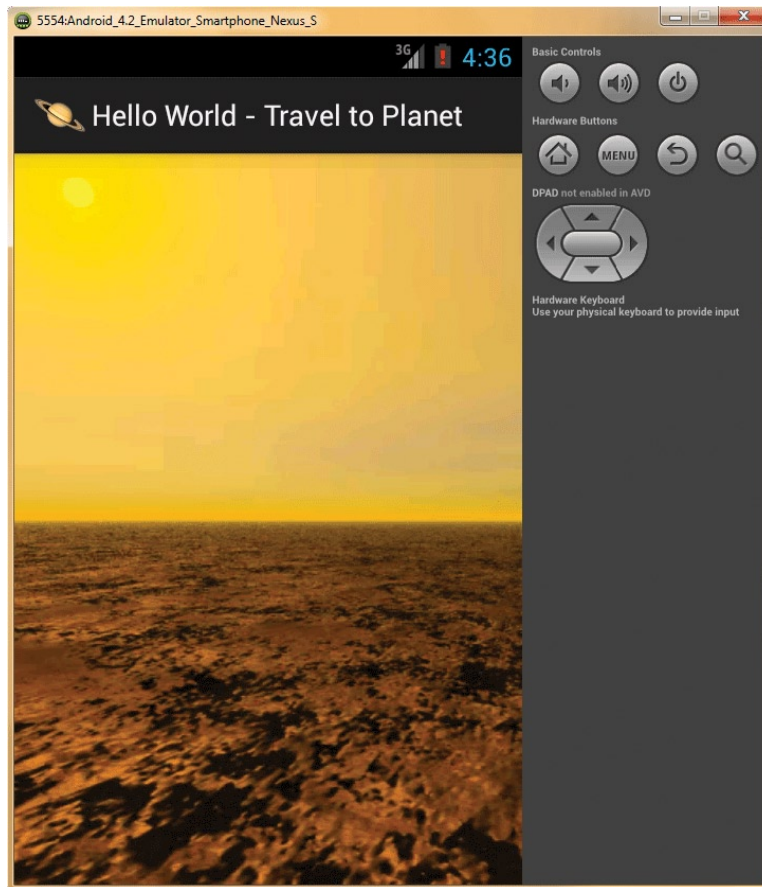 5554:Android_4.2_Emulator_Smartphone_Nexus_S
3G 4:36
Hello World - Travel to Planet
Basic Controls
Hardware Buttons
MENU
DPAD not enabled in AVD
Hardware Keyboard
Use your physical keyboard to provide input